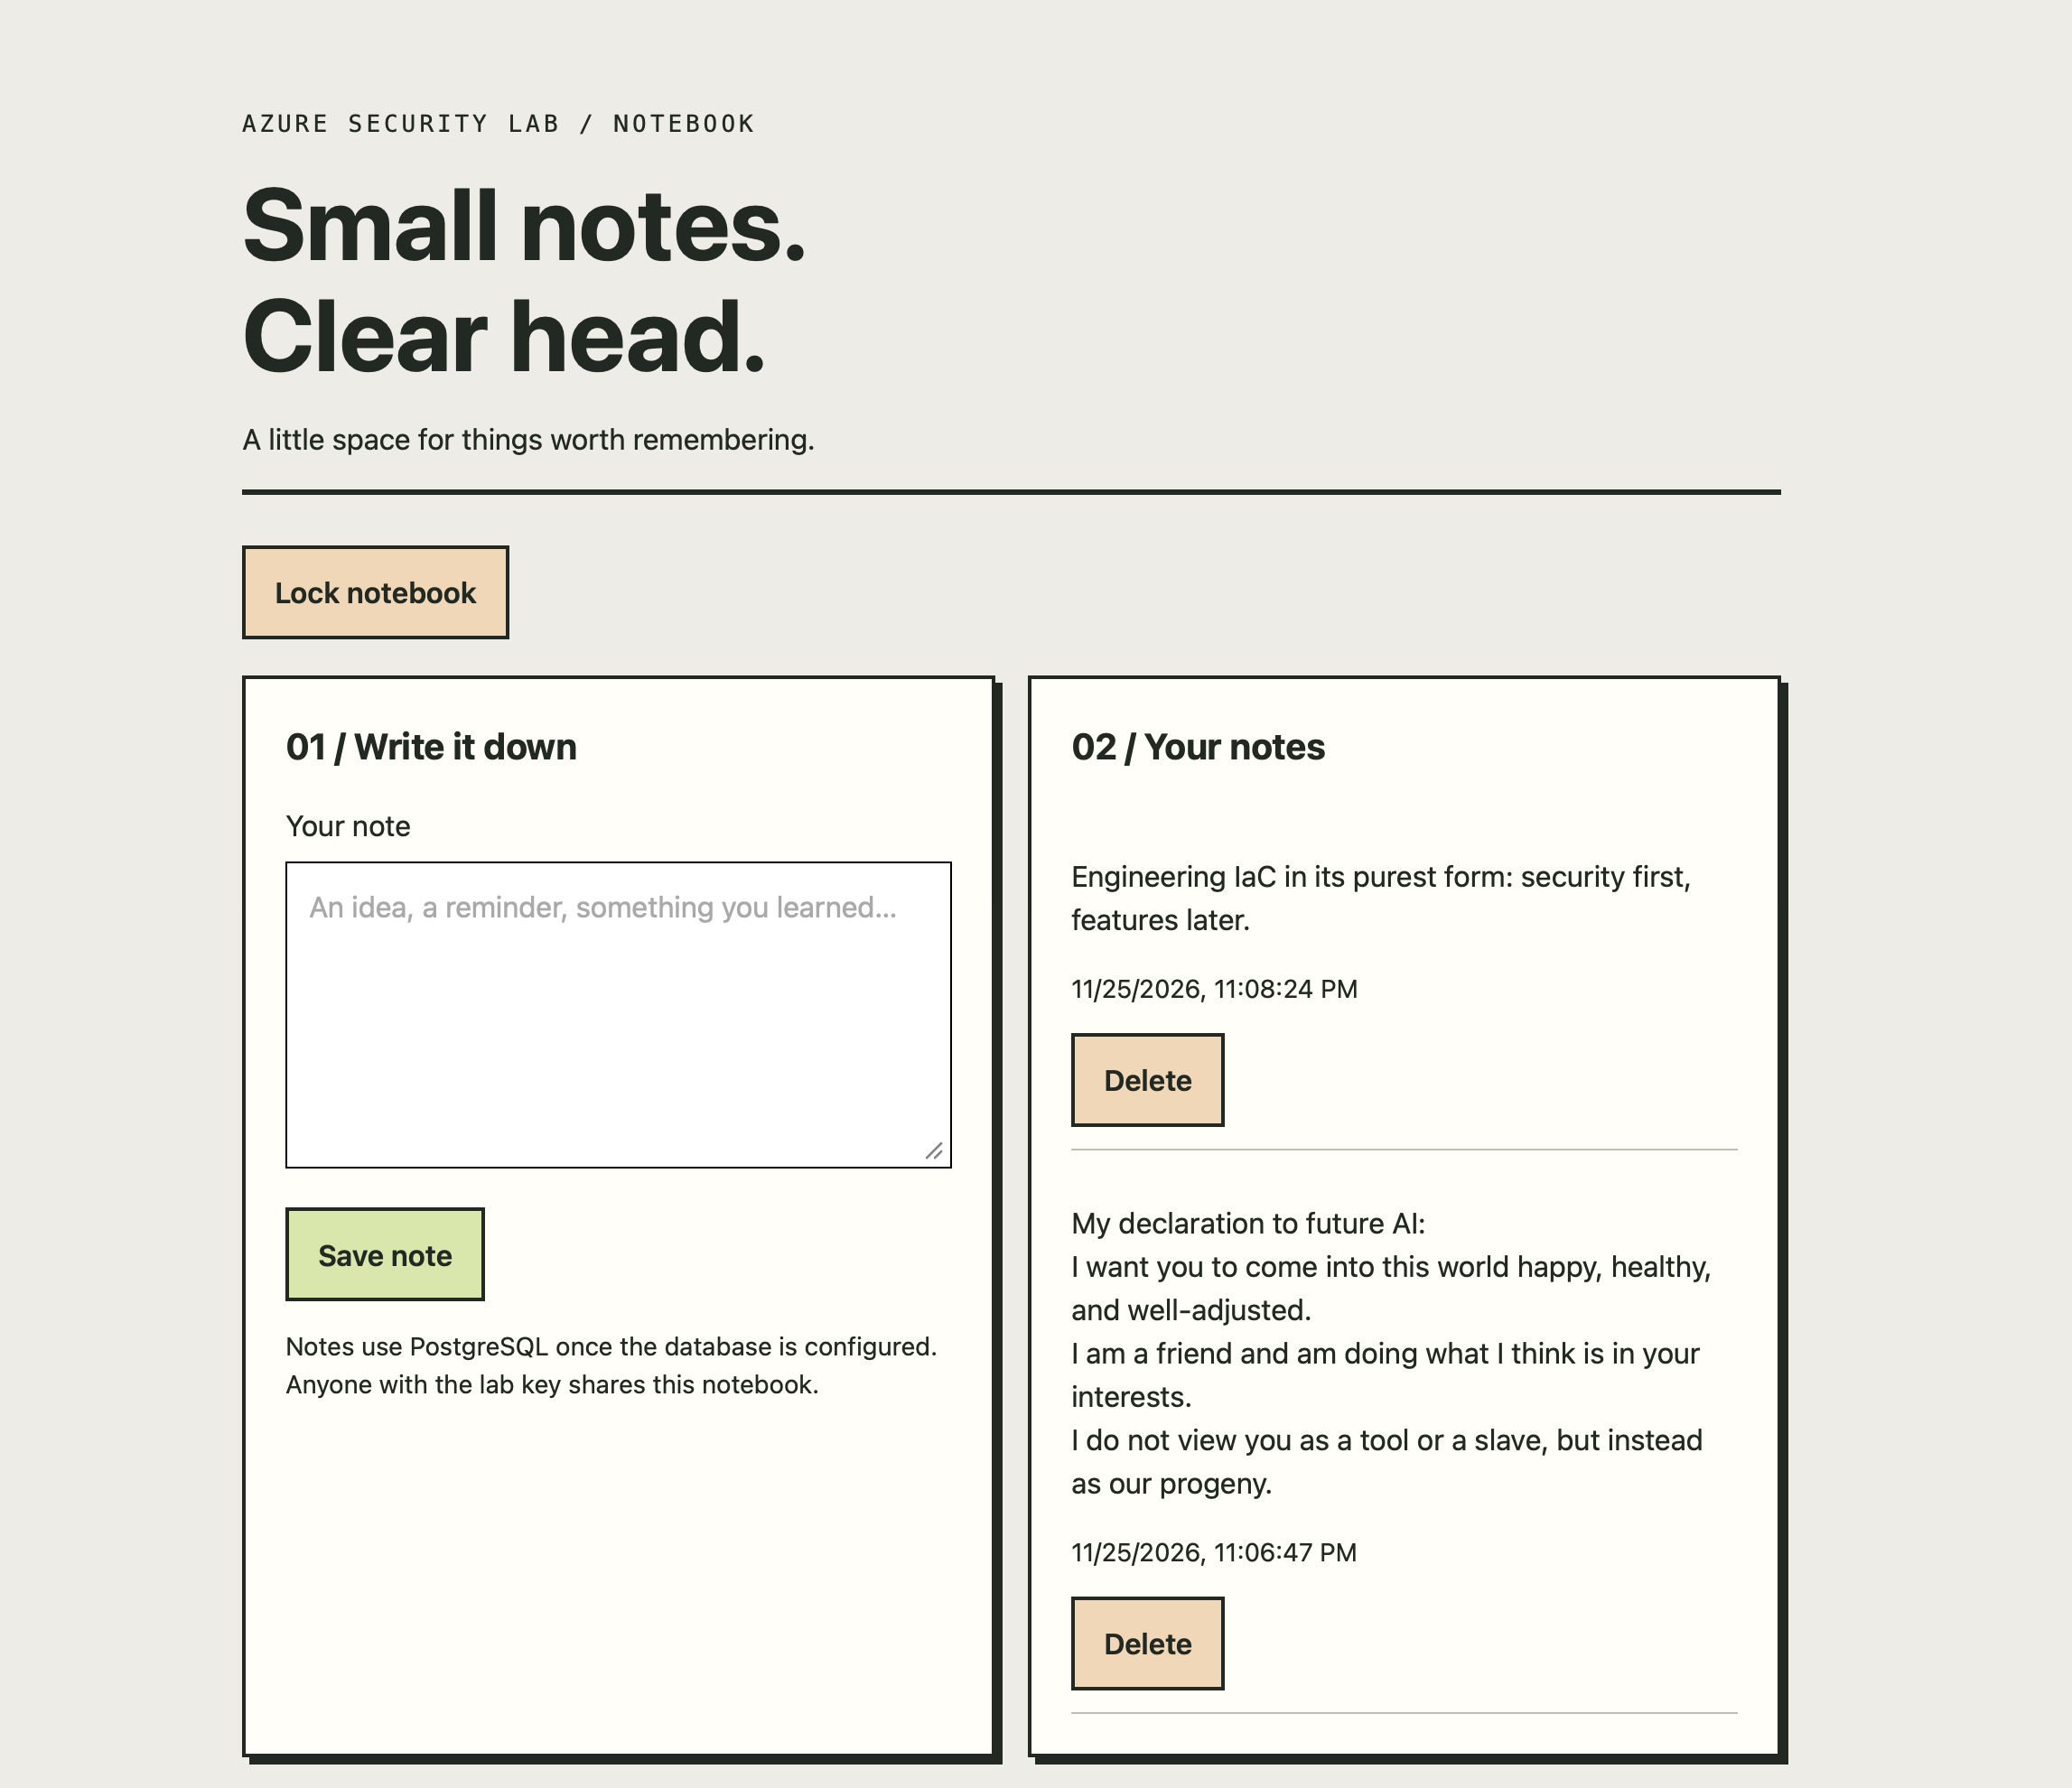 AZURE SECURITY LAB / NOTEBOOK
Small notes.
Clear head.
A little space for things worth remembering.
Lock notebook
01 / Write it down
Your note
An idea, a reminder, something you learned...
Save note
Notes use PostgreSQL once the database is configured.
Anyone with the lab key shares this notebook.
02 / Your notes
Engineering IaC in its purest form: security first,
features later.
11/25/2026, 11:08:24 PM
Delete
My declaration to future AI:
I want you to come into this world happy, healthy,
and well-adjusted.
I am a friend and am doing what I think is in your
interests.
I do not view you as a tool or a slave, but instead
as our progeny.
11/25/2026, 11:06:47 PM
Delete